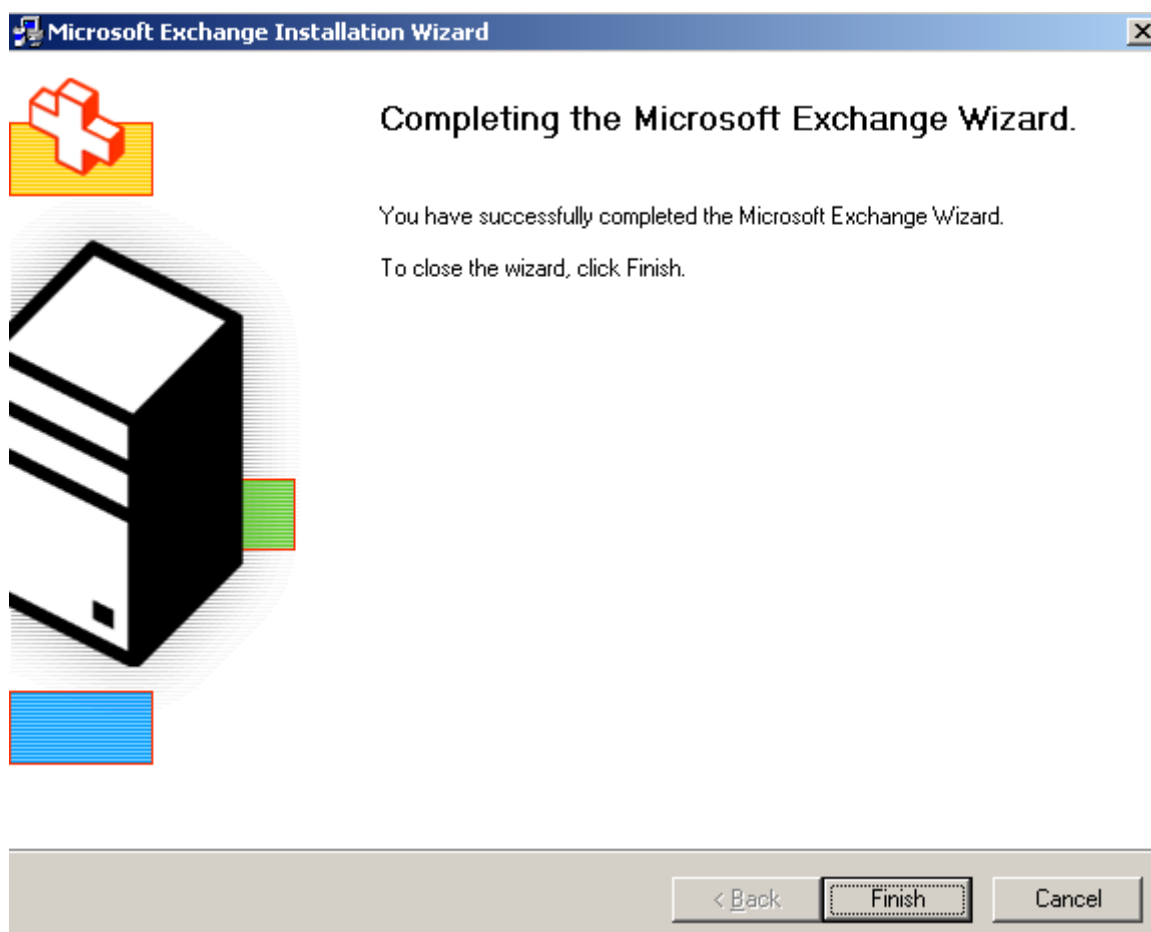 Microsoft Exchange Installation Wizard
Completing the Microsoft Exchange Wizard.
You have successfully completed the Microsoft Exchange Wizard.
To close the wizard, click Finish.
< Back Finish Cancel